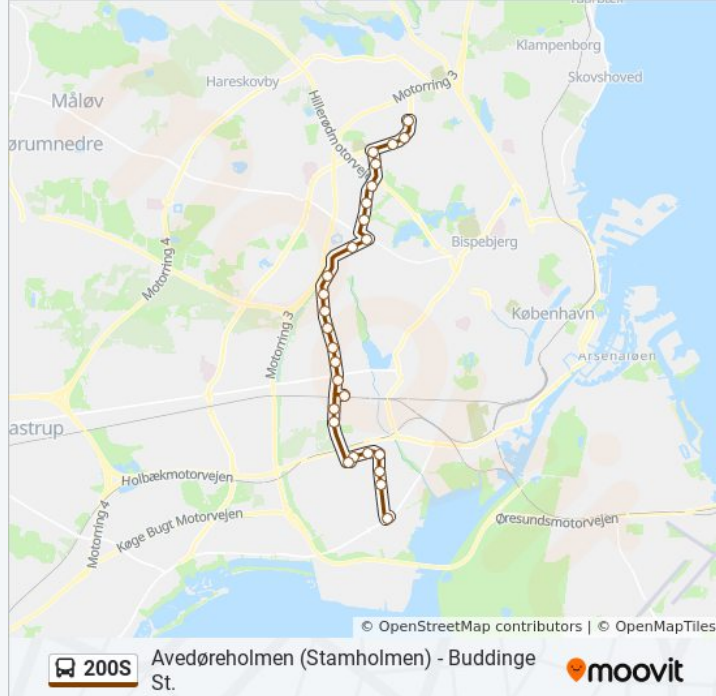 Klampenborg
Skovshoved
Hareskovby
Motorring 3
Måløv
Hillerødmotorvejen
ørumnedre
Bispebjerg
Motorring 4
København
Motorring 3
Arsenaløen
astrup
Holbækmotorvejen
Motorring 4
Køge Bugt Motorvejen
Øresundsmotorvejen
© OpenStreetMap contributors | © OpenMapTiles
200S
Avedøreholmen (Stamholmen) - Buddinge
St.
moovit